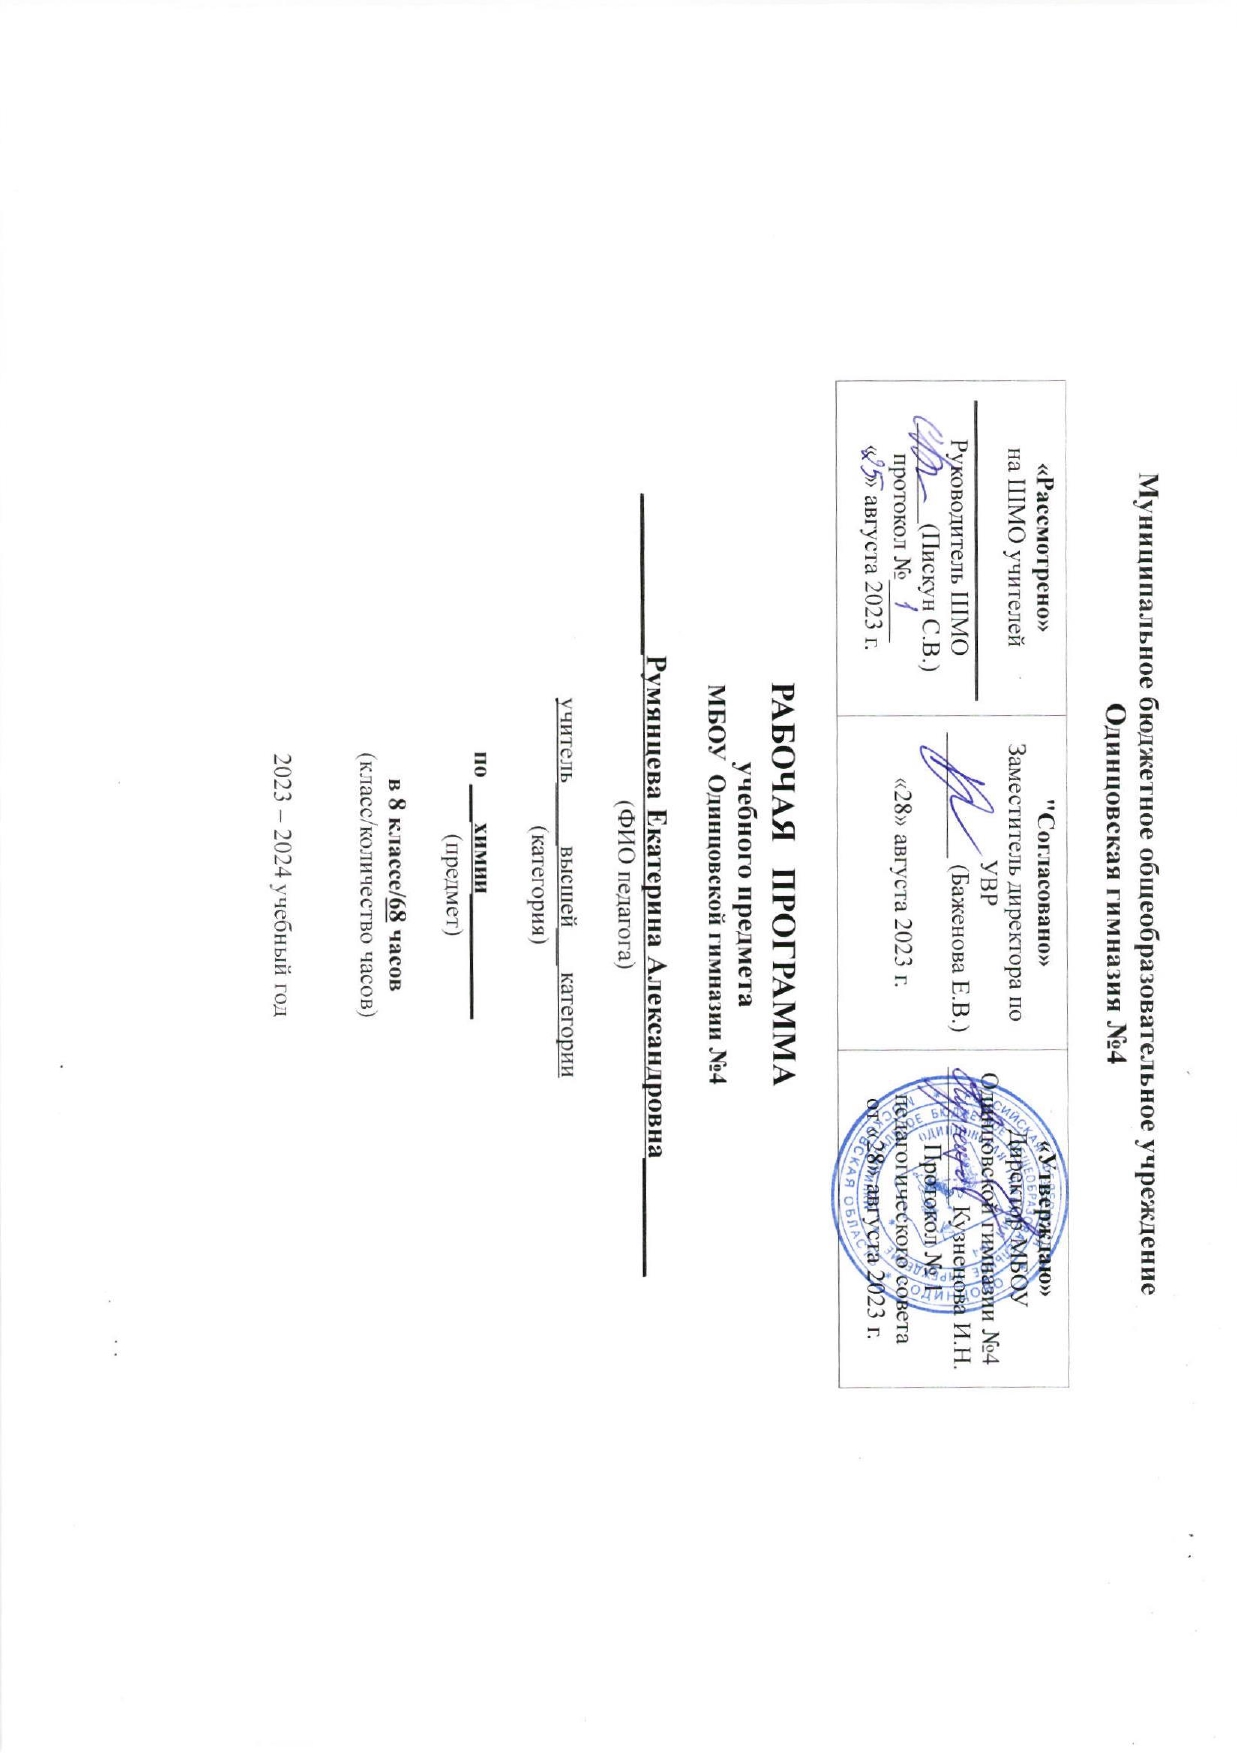 Муниципальное бюджетное общеобразовательное учреждение
Одинцовская гимназия №4
«Рассмотрено»
на ШМО учителей
Руководитель ШМО
(Пискун С.В.)
протокол № 1
«25» августа 2023 г.
"Согласовано»
Заместитель директора по
УВР
(Баженова Е.В.)
«28» августа 2023 г.
«Утверждаю»
Директор МБОУ
Одинцовской гимназии №4
Кузнецова И.Н.
Протокол № 1
педагогического совета
от «28» августа 2023 г.
РАБОЧАЯ ПРОГРАММА
учебного предмета
МБОУ Одинцовской гимназии №4
Румянцева Екатерина Александровна
(ФИО педагога)
учитель высшей категории
(категория)
по химии
(предмет)
в 8 классе/68 часов
(класс/количество часов)
2023 – 2024 учебный год